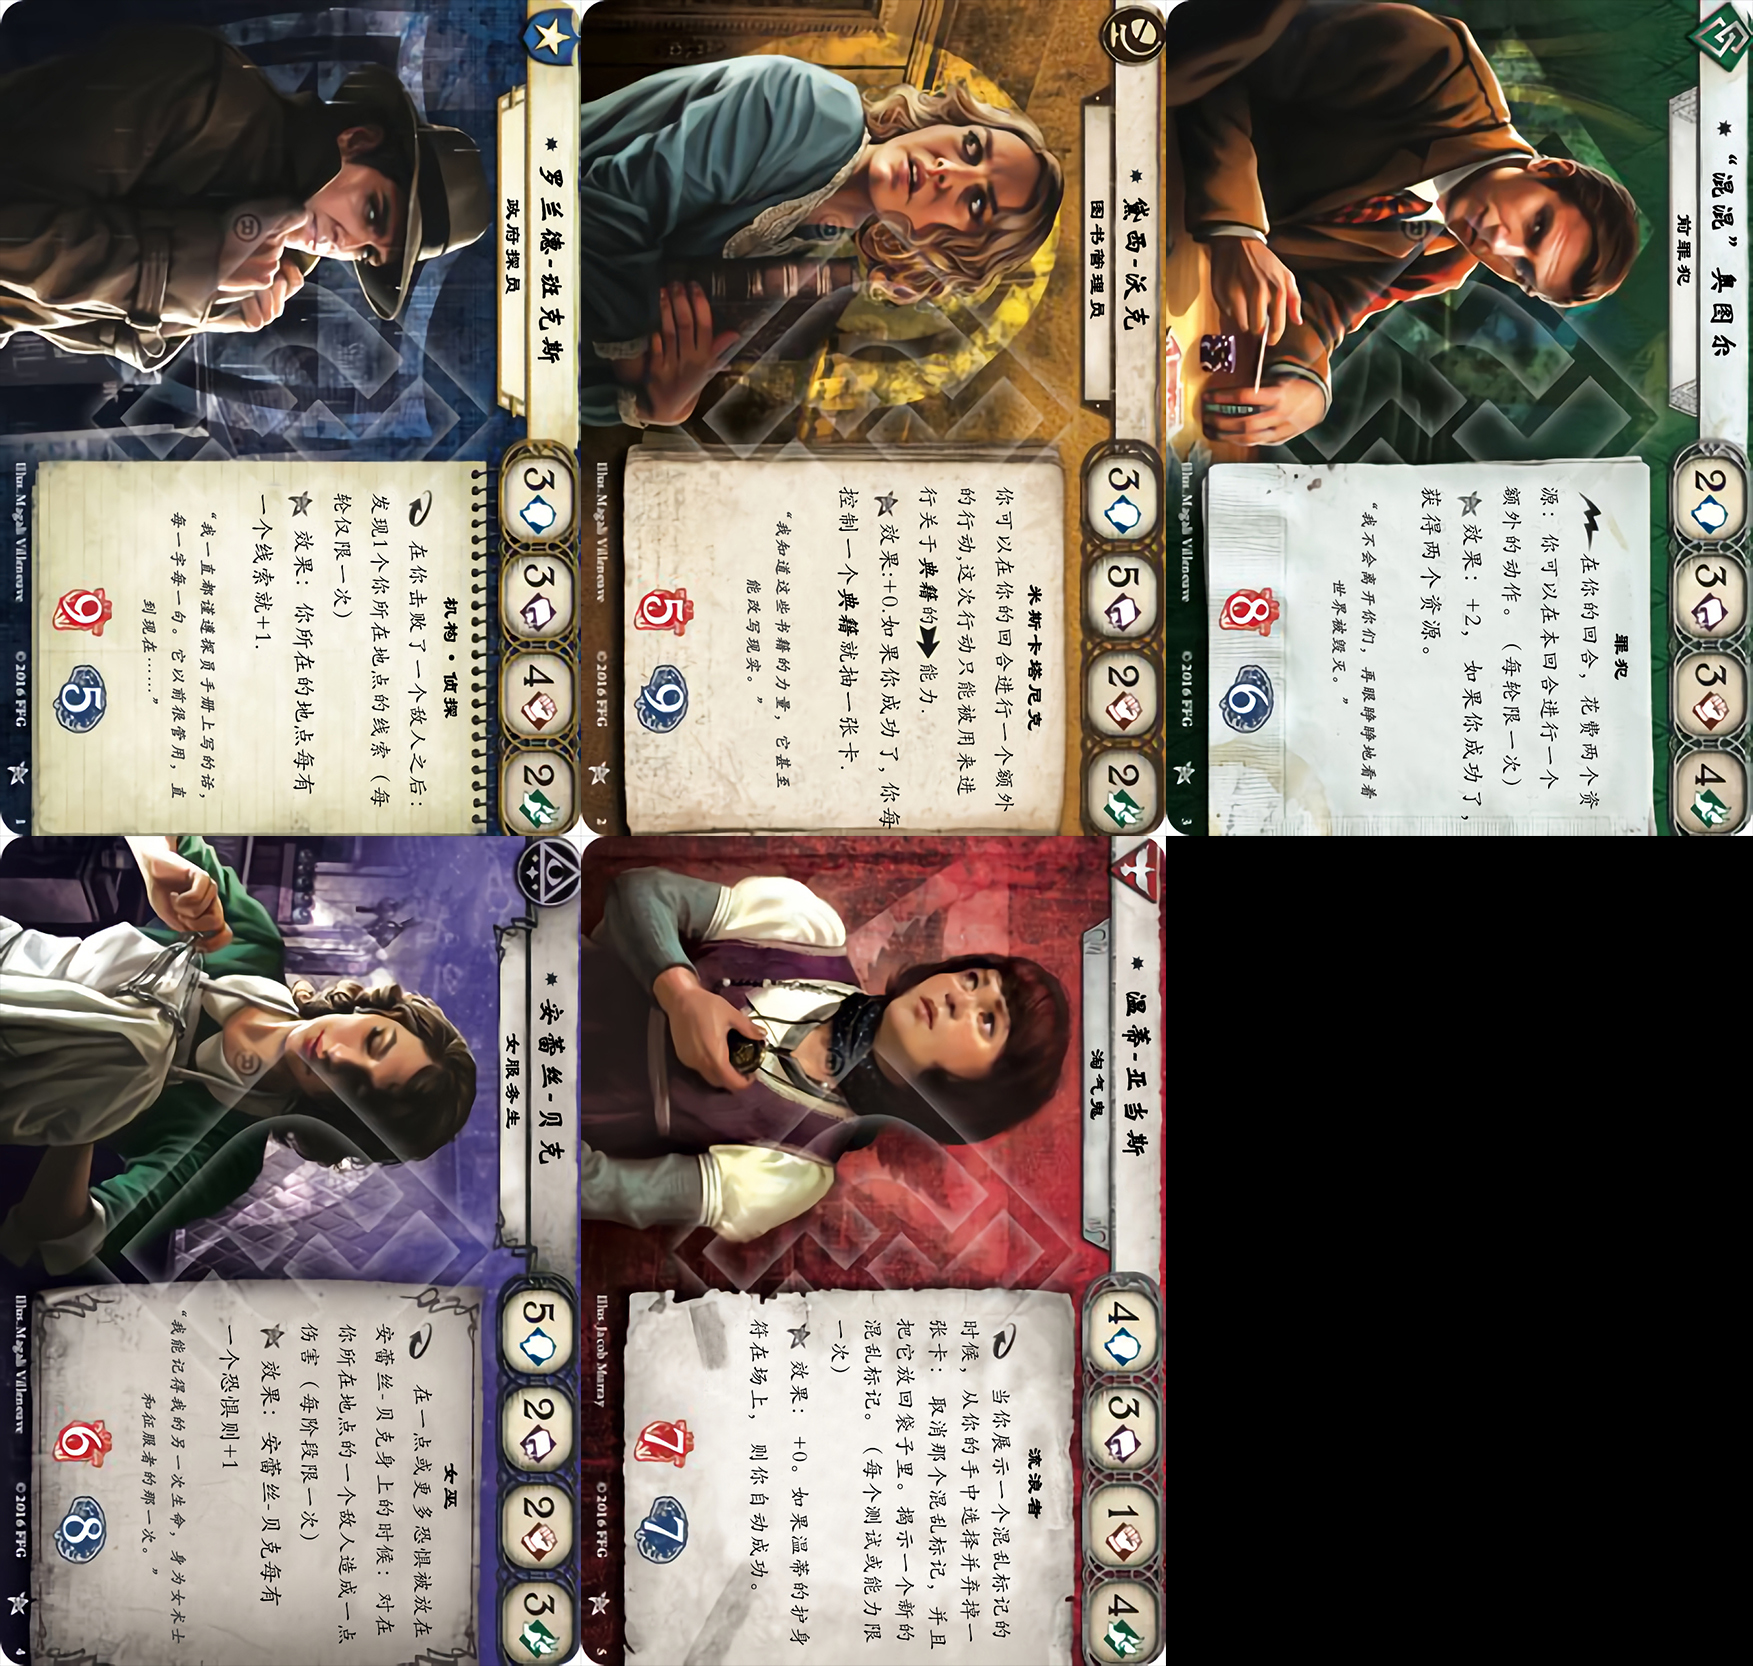 “混混”奥图尔
2 3 3 4
前罪犯
罪犯
在你的回合，花费两个资
源：你可以在本回合进行一个
额外的动作。（每轮限一次）
效果：+2， 如果你成功了，
获得两个资源。
“我不会离开你们，再眼睁睁地看着
世界被毁灭。”
8 6
Illus. Magali Villeneuve ©2016 FFG 3
黛西-沃克
3 5 2 2
图书管理员
米斯卡塔尼克
你可以在你的回合进行一个额外
的行动,这次行动只能被用来进
行关于典籍的 能力.
效果:+0.如果你成功了,你每
控制一个典籍就抽一张卡.
“我知道这些书籍的力量，它甚至
能改写现实。”
5 9
Illus. Magali Villeneuve ©2016 FFG 2
温蒂-亚当斯
4 3 1 4
淘气鬼
流浪者
当你展示一个混乱标记的
时候，从你的手中选择并弃掉一
张卡： 取消那个混乱标记，并且
把它放回袋子里。揭示一个新的
混乱标记。（每个测试或能力限
一次）
效果： +0。如果温蒂的护身
符在场上， 则你自动成功。
7 7
Illus. Jacob Murray ©2016 FFG 5
罗兰德-班克斯
3 3 4 2
政府探员
机构·侦探
在你击败了一个敌人之后：
发现1个你所在地点的线索（每
轮仅限一次）
效果：你所在的地点每有
一个线索就+1.
“我一直都谨遵探员手册上写的话，
每一字每一句。它以前很管用，直
到现在……”
9 5
Illus. Magali Villeneuve ©2016 FFG 1
安蕾丝-贝克
5 2 2 3
女服务生
女巫
在一点或更多恐惧被放在
安蕾丝-贝克身上的时候：对在
你所在地点的一个敌人造成一点
伤害（每阶段限一次）
效果：安蕾丝-贝克每有
一个恐惧则+1
“我能记得我的另一次生命，身为女术士
和征服者的那一次。”
6 8
Illus. Magali Villeneuve ©2016 FFG 4